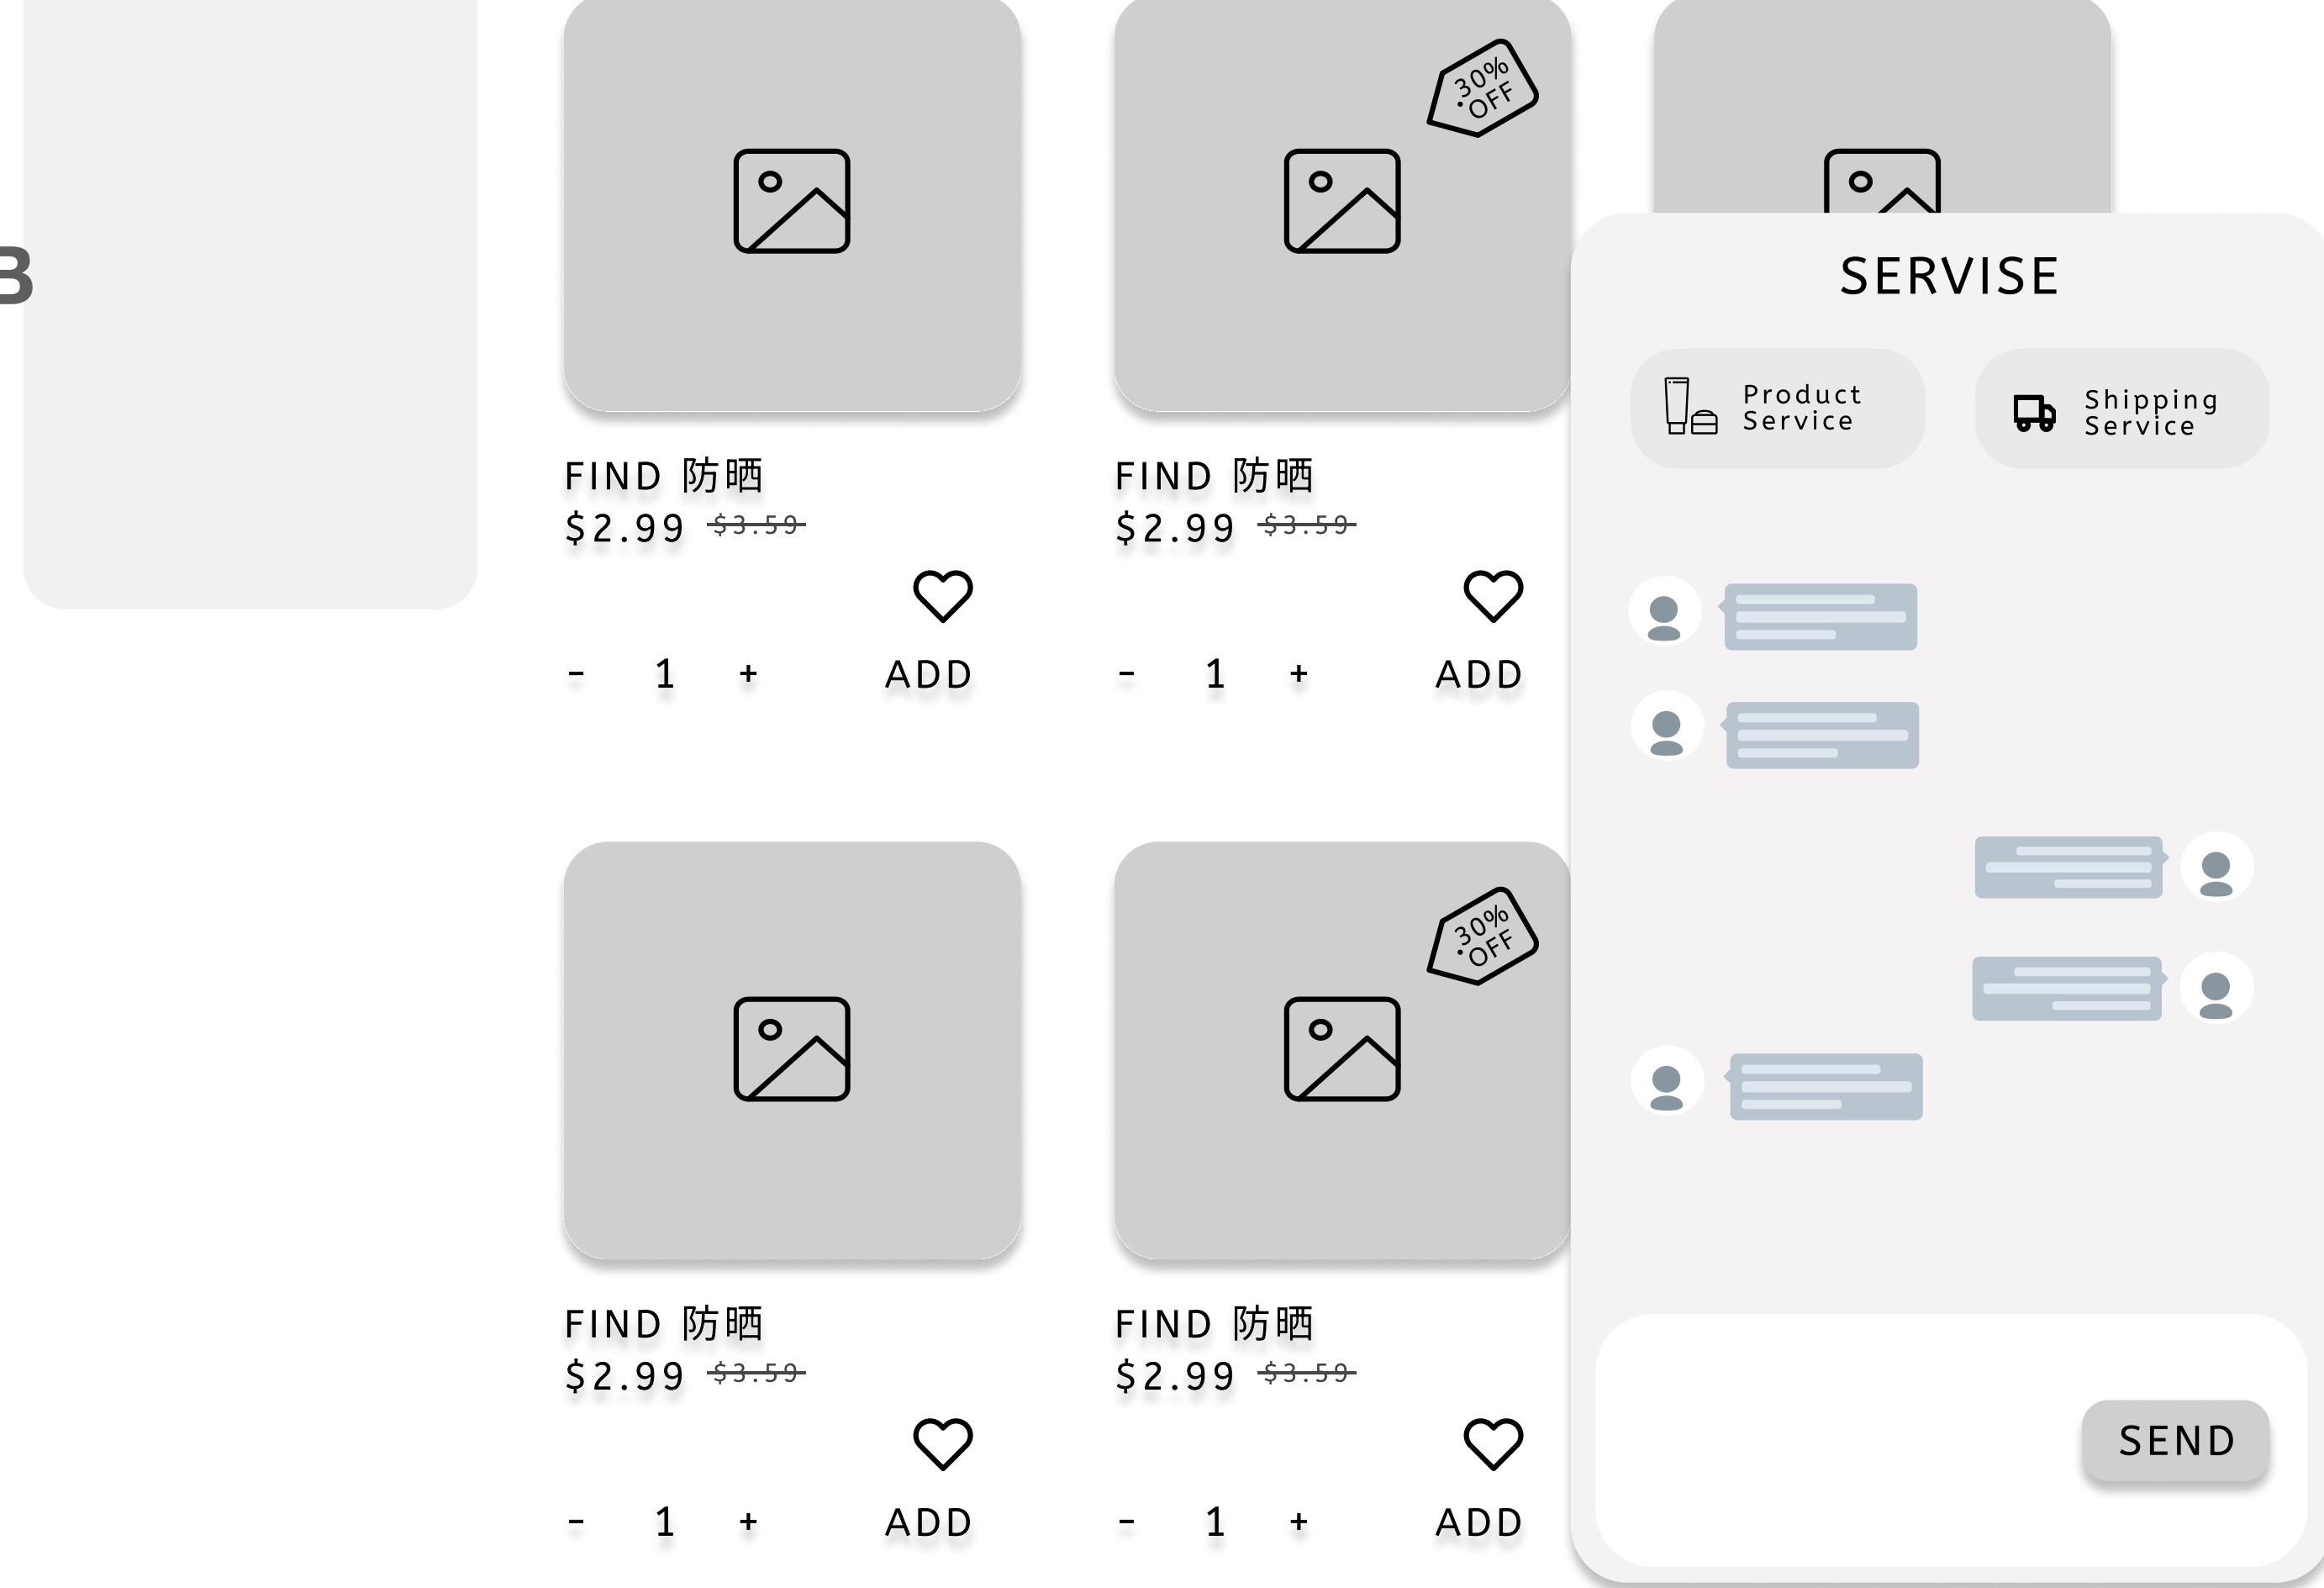 30%
OFF
B
SERVISE
Product
Service
Shipping
Service
FIND 防晒
$2.99 $3.59
- 1 + ADD
FIND 防晒
$2.99 $3.59
- 1 + ADD
30%
OFF
FIND 防晒
$2.99 $3.59
- 1 + ADD
FIND 防晒
$2.99 $3.59
- 1 + ADD
SEND